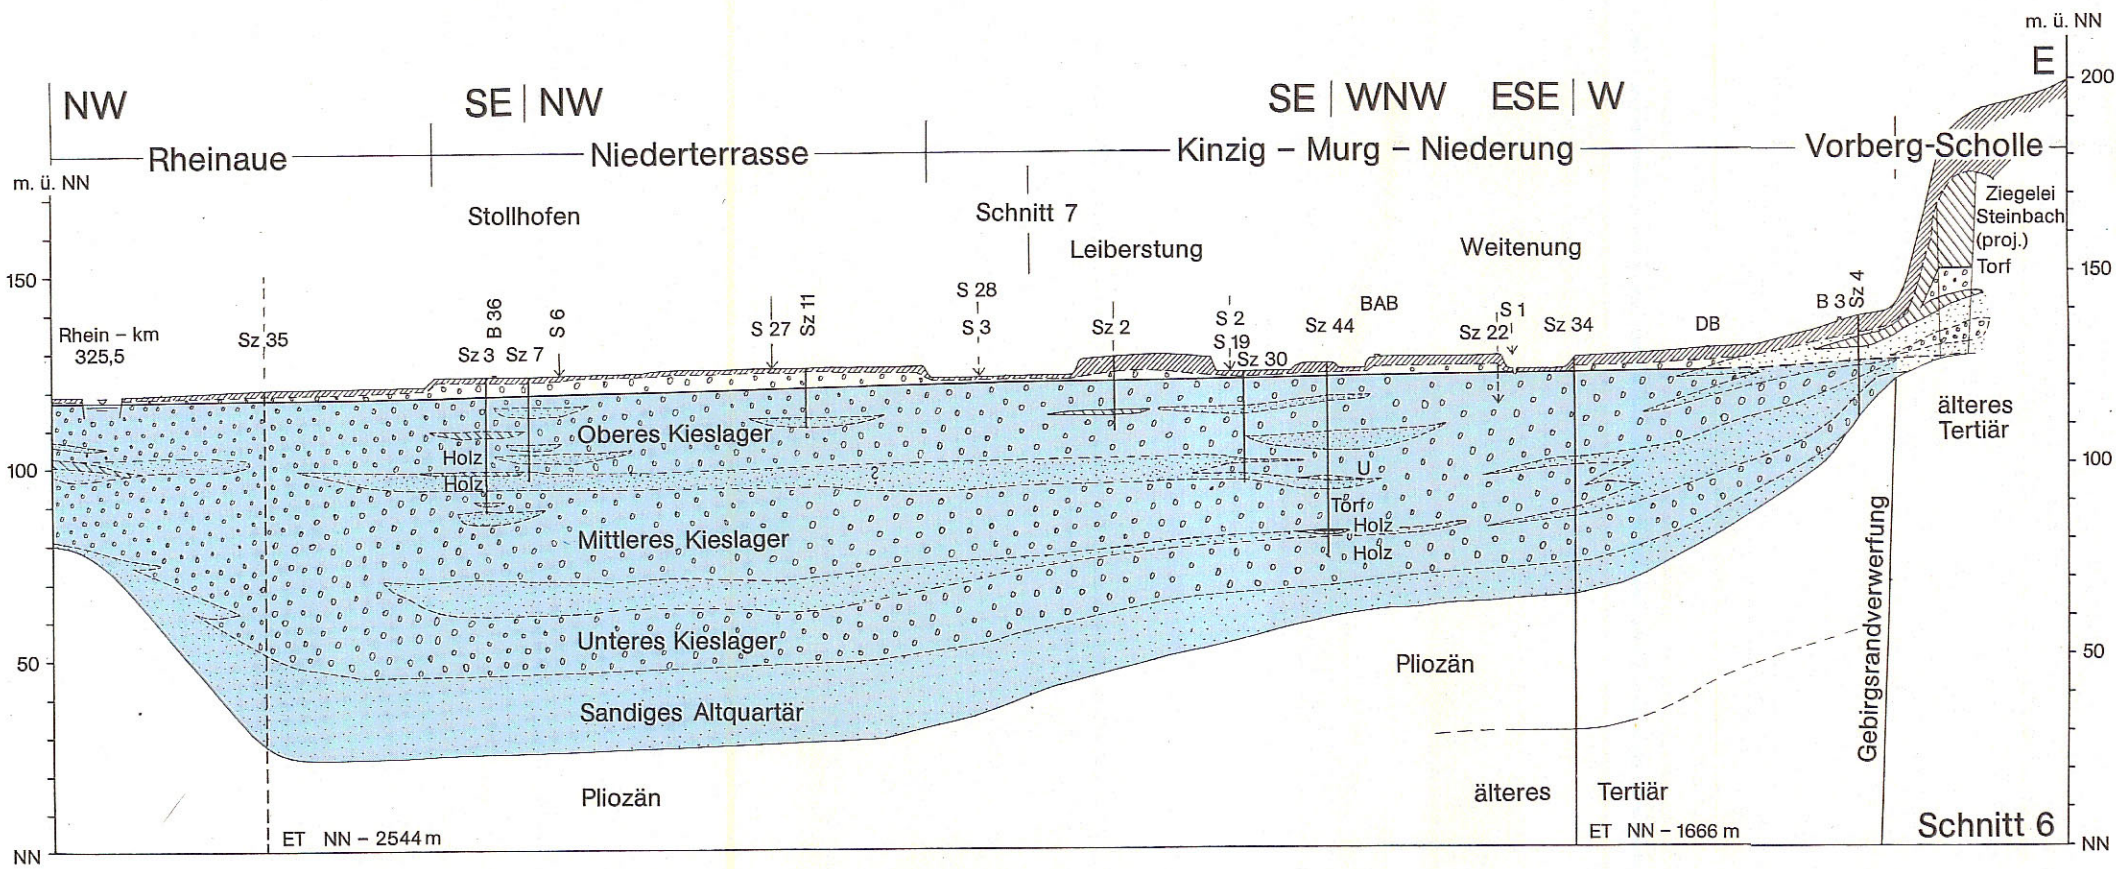 m. ü. NN
E
200
NW
SE | NW
SE | WNW
ESE | W
Rheinaue
Niederterrasse
Kinzig – Murg – Niederung
Vorberg-Scholle
m. ü. NN
Stollhofen
Schnitt 7
Leiberstung
Weitenung
Ziegelei
Steinbach
(proj.)
Torf
150
150
Rhein – km
325,5
Sz 35
B 36
Sz 3
Sz 7
S 6
S 27
Sz 11
S 28
S 3
Sz 2
S 2
S 19
Sz 30
Sz 44
BAB
Sz 22
S 1
Sz 34
DB
B 3
Sz 4
älteres
Tertiär
Oberes Kieslager
Holz
Holz
?
U
Torf
Holz
Holz
100
100
Mittleres Kieslager
Unteres Kieslager
50
50
Sandiges Altquartär
Pliozän
Pliozän
Gebirgsrandverwerfung
älteres Tertiär
ET NN – 2544 m
ET NN – 1666 m
Schnitt 6
NN
NN